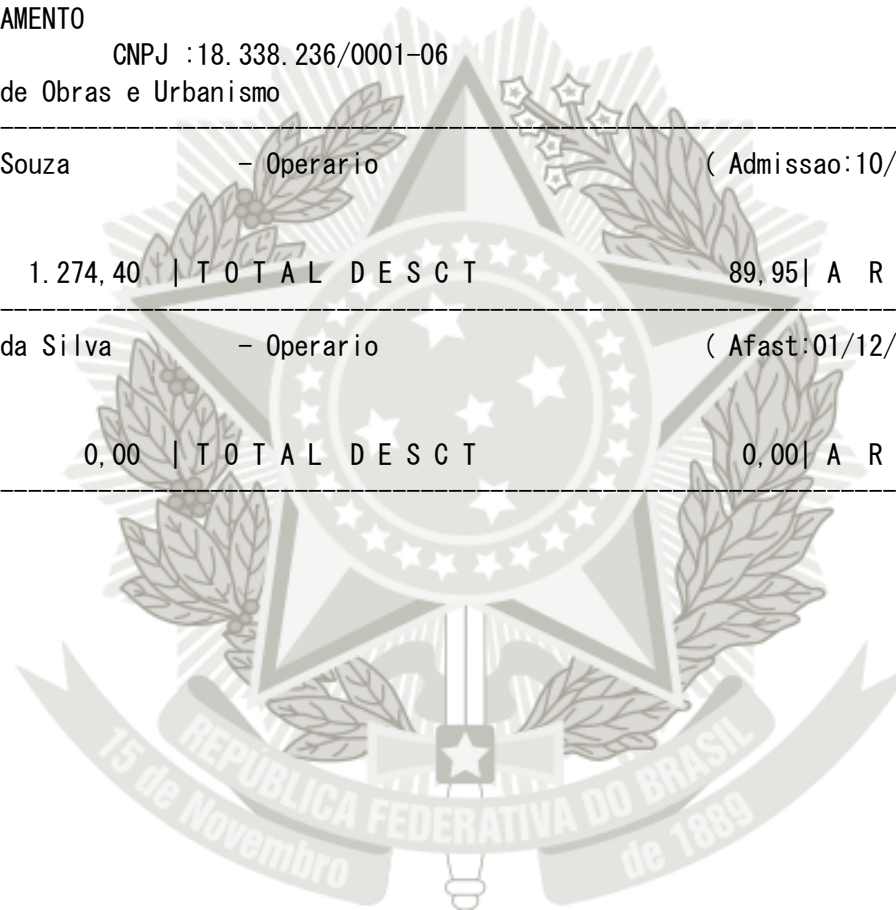 AMENTO
CNPJ :18.338.236/0001-06
de Obras e Urbanismo
Souza - Operario ( Admissao:10/
1.274,40 | T O T A L D E S C T 89,95| A R
da Silva - Operario ( Afast:01/12/
0,00 | T O T A L D E S C T 0,00| A R
REPÚBLICA FEDERATIVA DO BRASIL
15 de Novembro de 1889